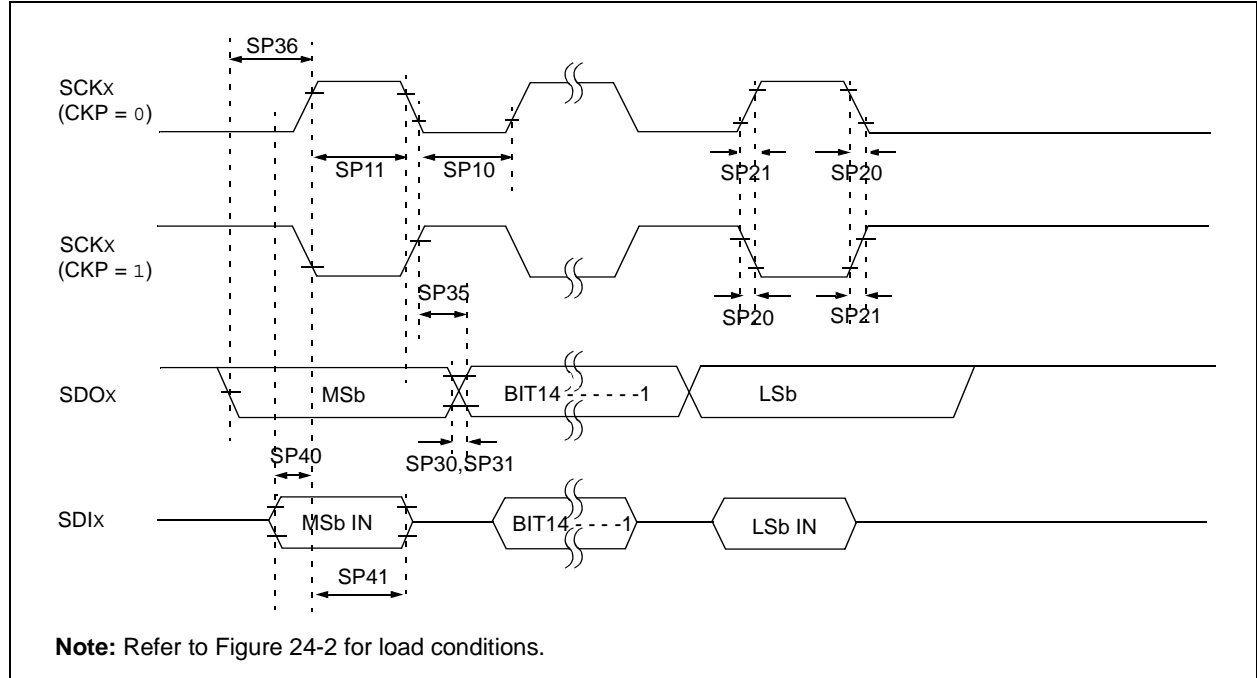 SP36
SCKX
(CKP = 0)
SP11
SP10
SP21
SP20
SCKX
(CKP = 1)
SP35
SP20
SP21
SDOX
MSb
BIT14 - - - - - -1
LSb
SP40
SP30,SP31
SDIX
MSb IN
BIT14 - - - -1
LSb IN
SP41
Note: Refer to Figure 24-2 for load conditions.